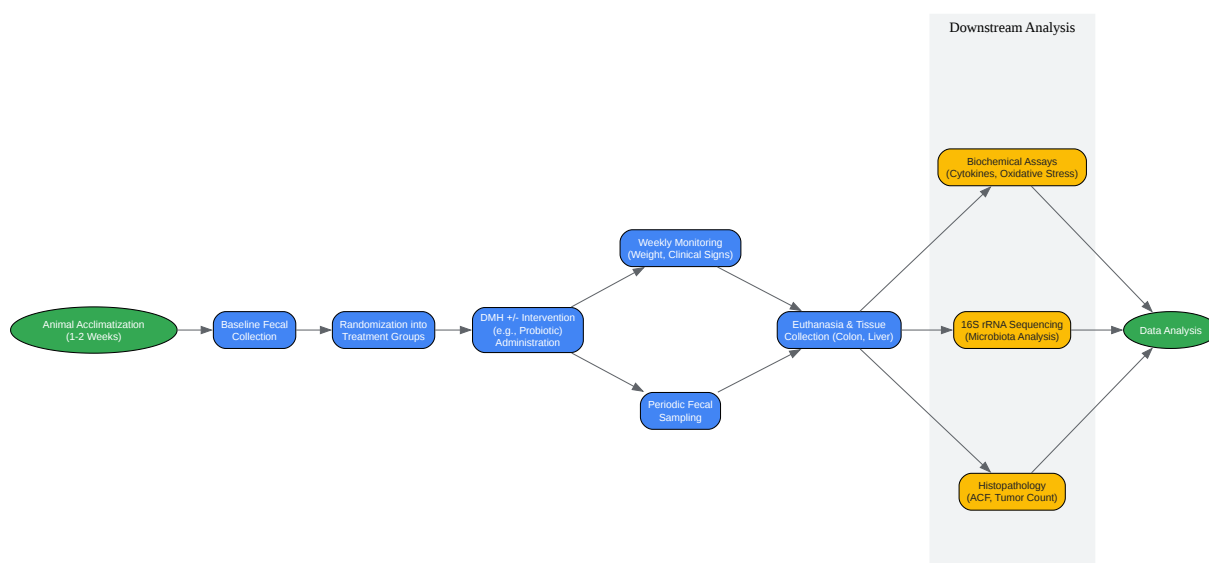 Downstream Analysis
Animal Acclimatization
(1-2 Weeks)
Baseline Fecal
Collection
Randomization into
Treatment Groups
DMH +/- Intervention
(e.g., Probiotic)
Administration
Weekly Monitoring
(Weight, Clinical Signs)
Periodic Fecal
Sampling
Euthanasia & Tissue
Collection (Colon, Liver)
Biochemical Assays
(Cytokines, Oxidative Stress)
16S rRNA Sequencing
(Microbiota Analysis)
Histopathology
(ACF, Tumor Count)
Data Analysis